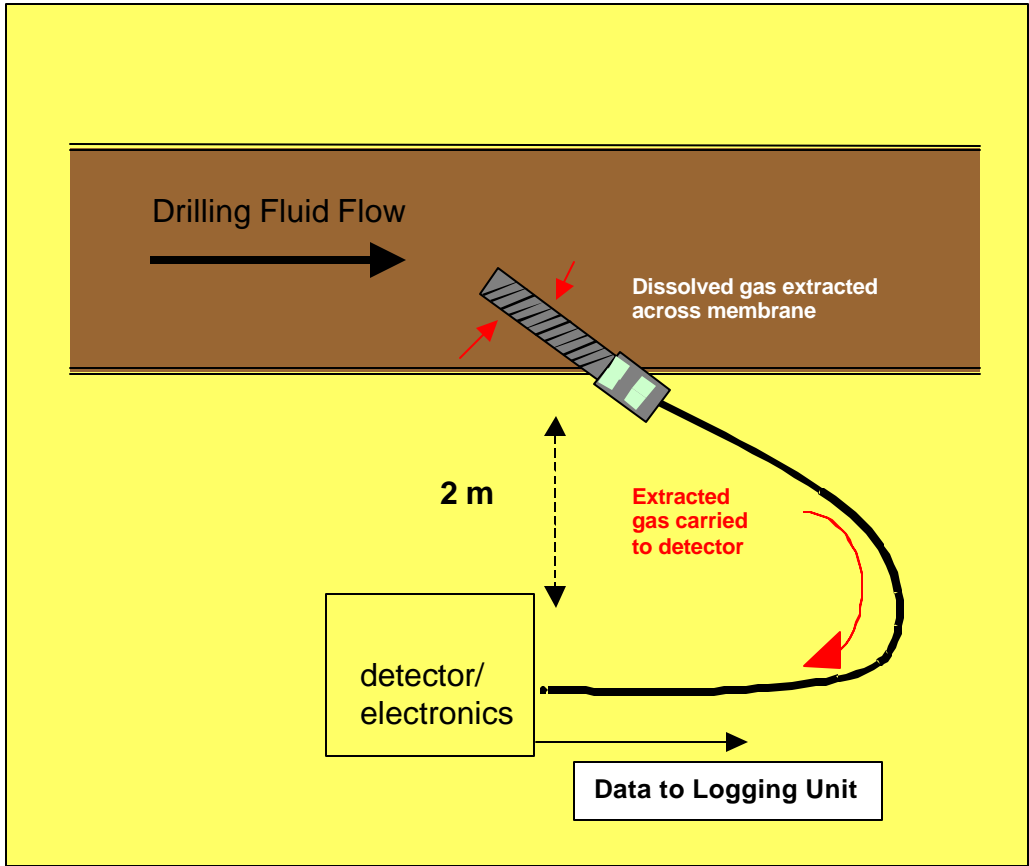 Drilling Fluid Flow
Dissolved gas extracted
across membrane
2 m
Extracted
gas carried
to detector
detector/
electronics
Data to Logging Unit